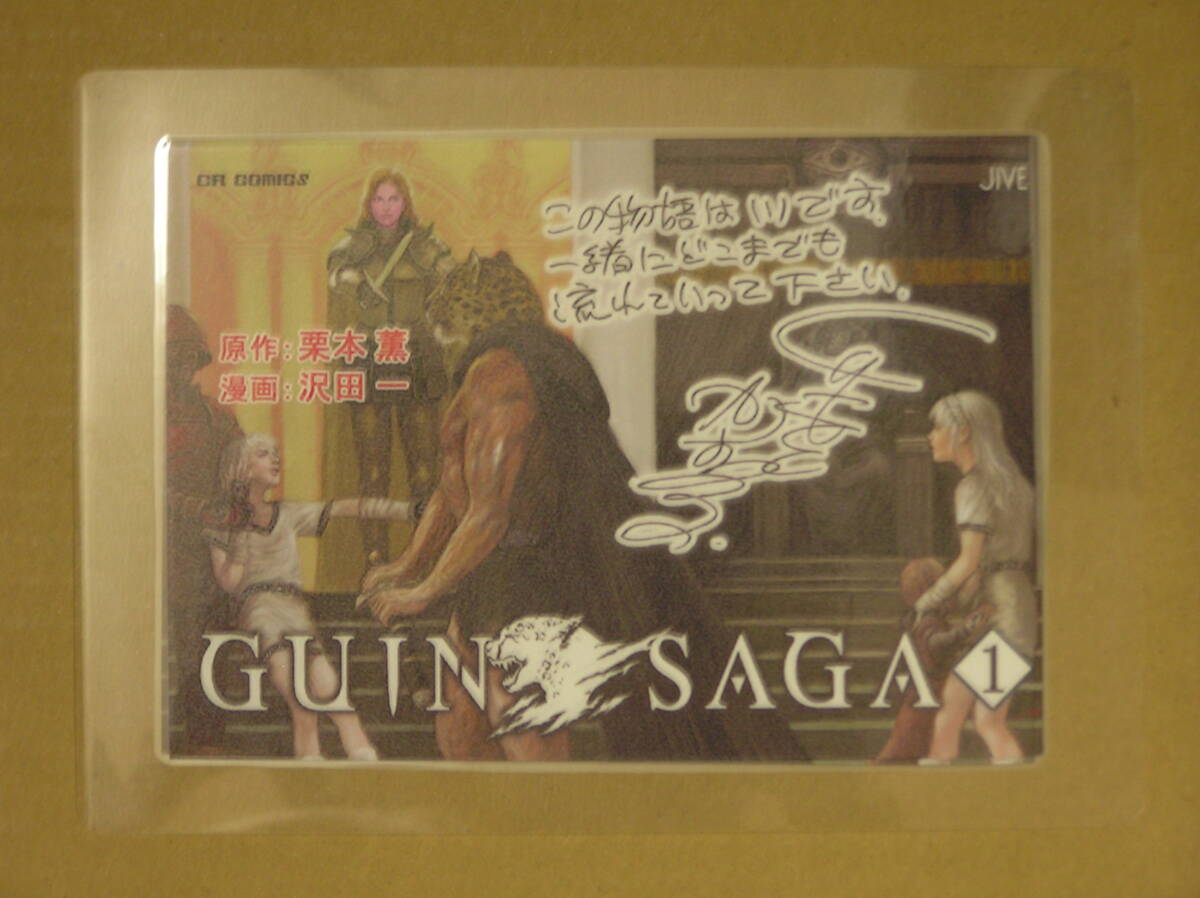 CR COMICS
JIVE
この物語は川です。
一緒にどこまでも
流れていって下さい。
原作：栗本 薫
漫画：沢田 一
GUIN SAGA 1